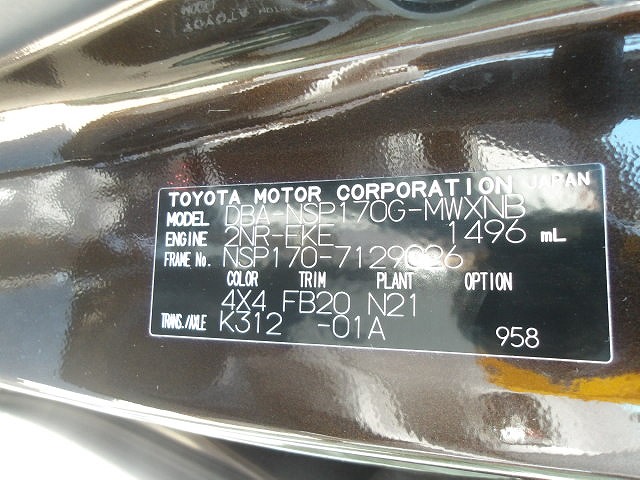 TOYOTA MOTOR CORPORATION JAPAN
MODEL DBA-NSP170G-MWXNB
ENGINE 2NR-FKE 1496 mL
FRAME No. NSP170-7129026
COLOR TRIM PLANT OPTION
4X4 FB20 N21
TRANS./AXLE K312 -01A
958